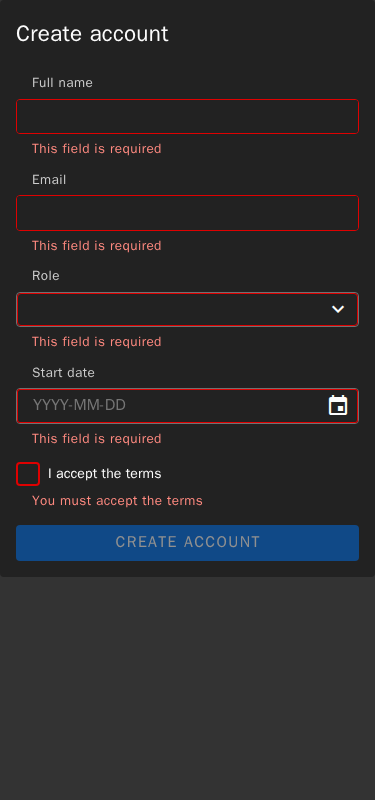 Create account
Full name
This field is required
Email
This field is required
Role
This field is required
Start date
YYYY-MM-DD
This field is required
I accept the terms
You must accept the terms
CREATE ACCOUNT